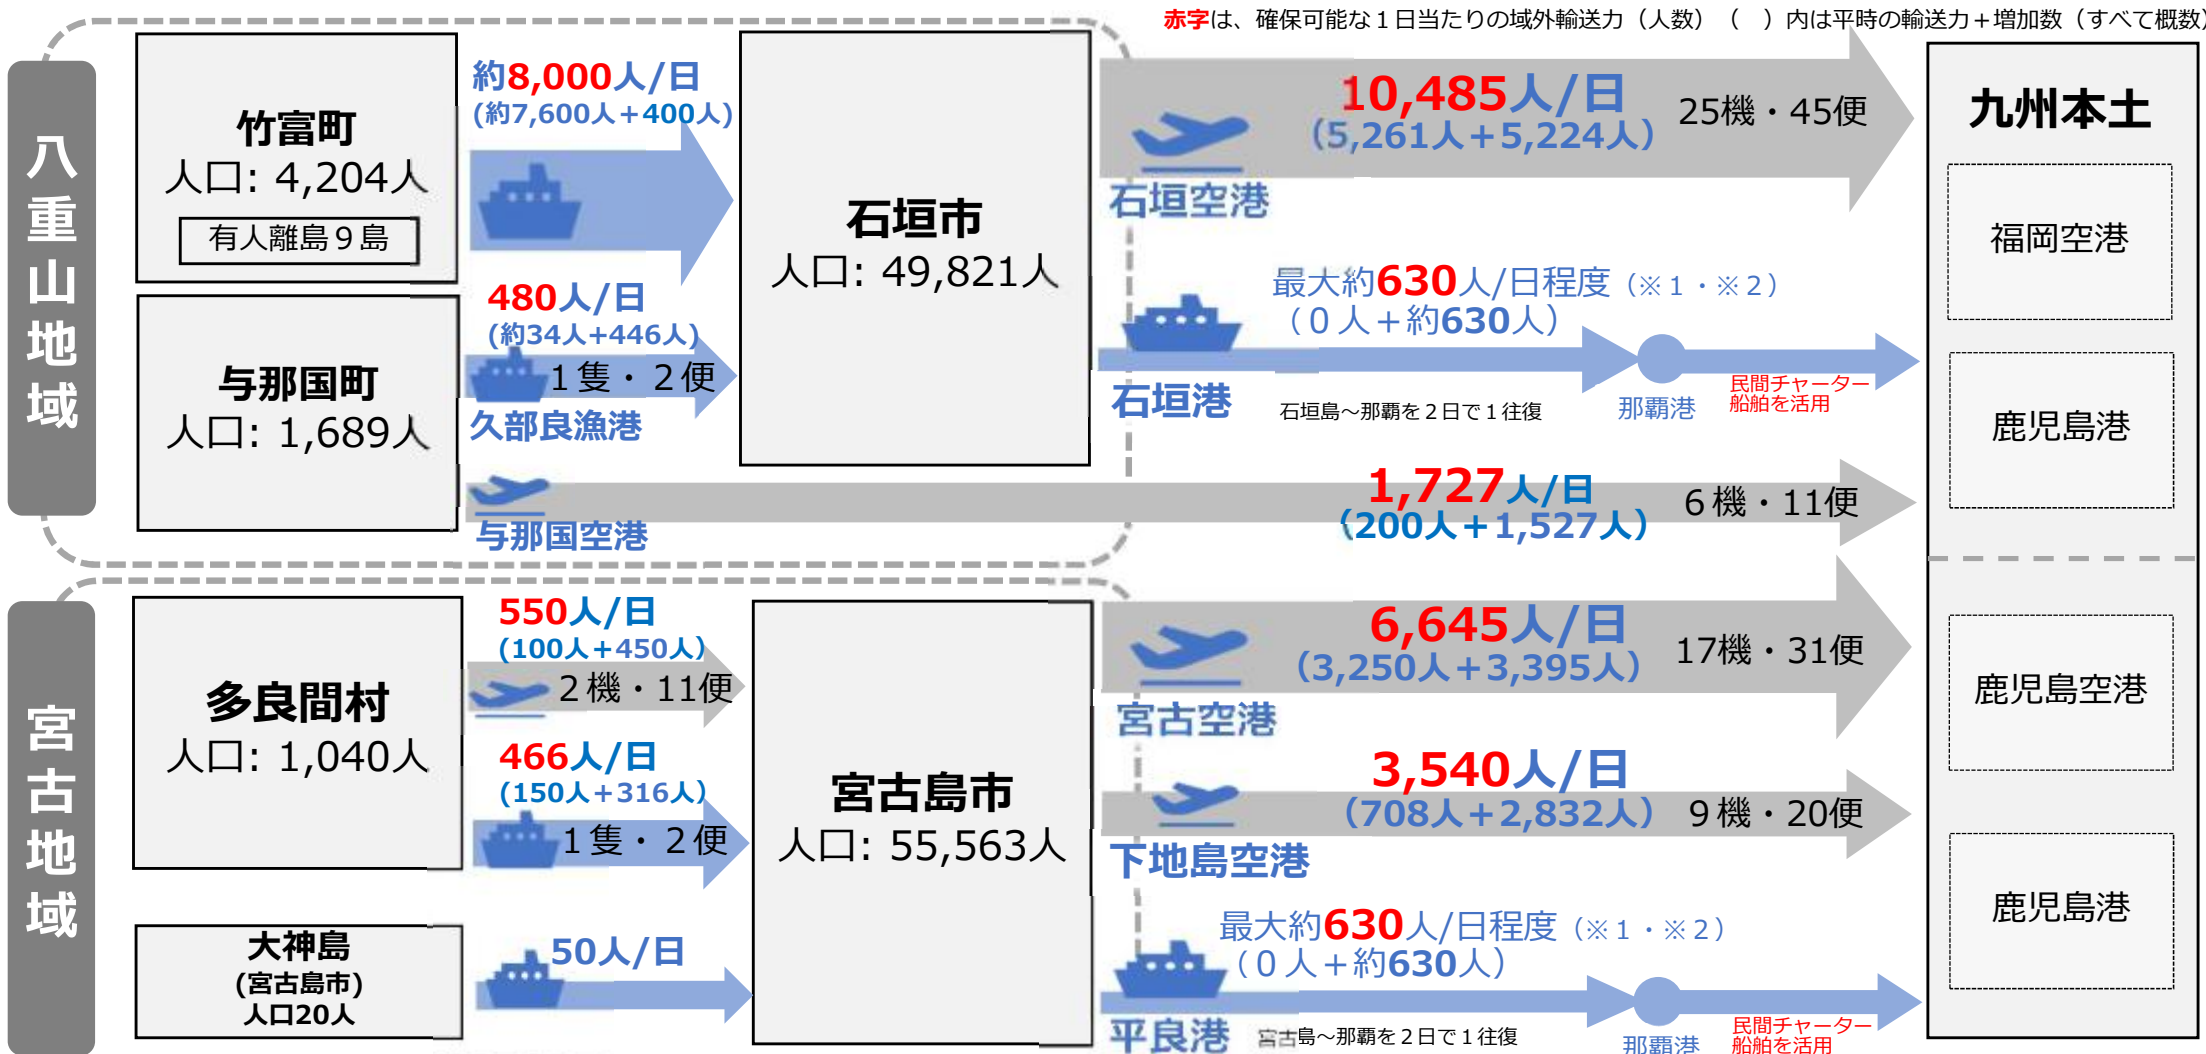 赤字は、確保可能な１日当たりの域外輸送力（人数）（　）内は平時の輸送力＋増加数（すべて概数）
八重山地域
竹富町
人口: 4,204人
有人離島９島
約8,000人/日
(約7,600人＋400人)
与那国町
人口: 1,689人
480人/日
(約34人＋446人)
１隻・２便
久部良漁港
石垣市
人口: 49,821人
10,485人/日
（5,261人＋5,224人）
25機・45便
石垣空港
最大約630人/日程度（※１・※２）
（０人＋約630人）
石垣港
石垣島～那覇を２日で１往復
那覇港
民間チャーター
船舶を活用
与那国空港
1,727人/日
（200人＋1,527人）
６機・11便
九州本土
福岡空港
鹿児島港
鹿児島空港
鹿児島港
宮古地域
多良間村
人口: 1,040人
550人/日
(100人＋450人)
２機・11便
466人/日
(150人＋316人)
１隻・２便
大神島
(宮古島市)
人口20人
50人/日
宮古島市
人口: 55,563人
6,645人/日
（3,250人＋3,395人）
17機・31便
宮古空港
3,540人/日
（708人＋2,832人）
９機・20便
下地島空港
最大約630人/日程度（※１・※２）
（０人＋約630人）
平良港
宮古島～那覇を２日で１往復
那覇港
民間チャーター
船舶を活用